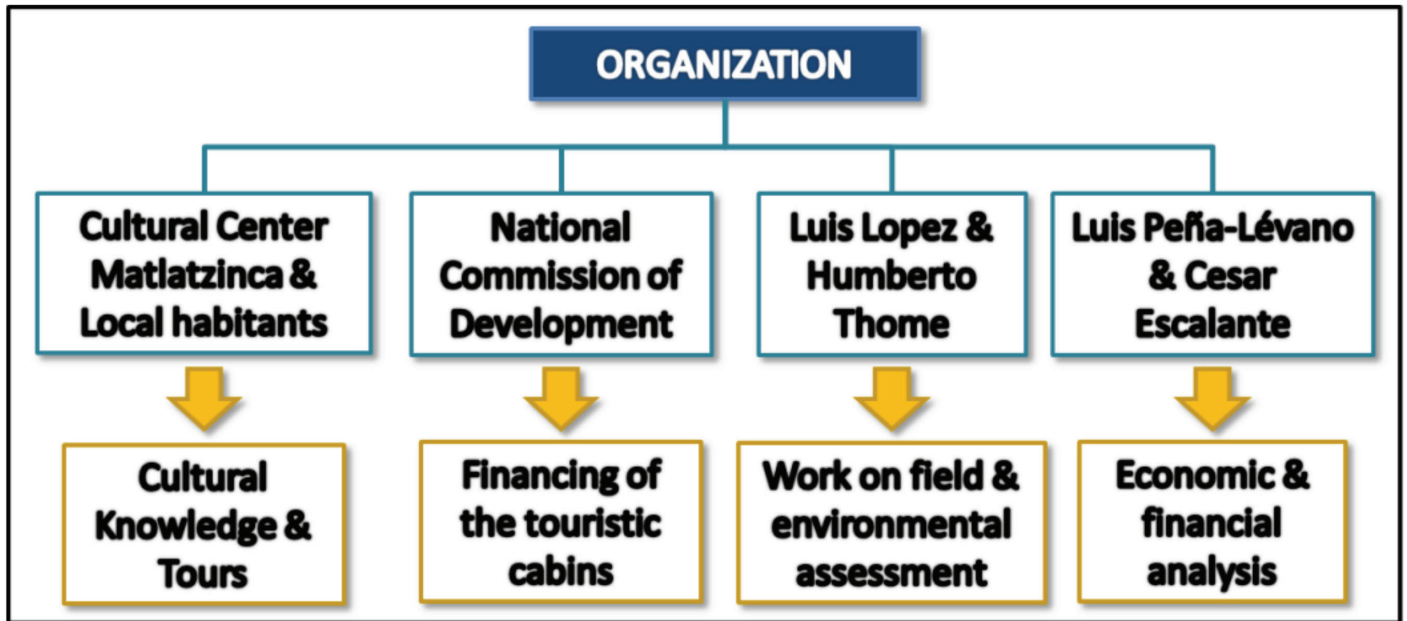 ORGANIZATION
Cultural Center
Matlatzinca &
Local habitants
National
Commission of
Development
Luis Lopez &
Humberto
Thome
Luis Peña-Lévano
& Cesar
Escalante
Cultural
Knowledge &
Tours
Financing of
the touristic
cabins
Work on field &
environmental
assessment
Economic &
financial
analysis